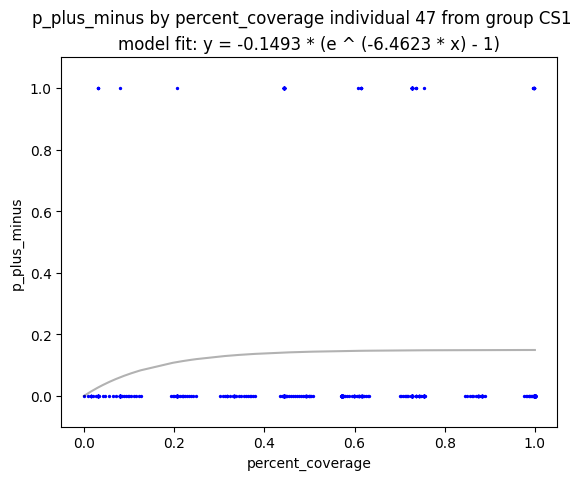 p_plus_minus by percent_coverage individual 47 from group CS1
model fit: y = -0.1493 * (e ^ (-6.4623 * x) - 1)
1.0
0.8
0.6
0.4
0.2
0.0
p_plus_minus
0.0 0.2 0.4 0.6 0.8 1.0
percent_coverage